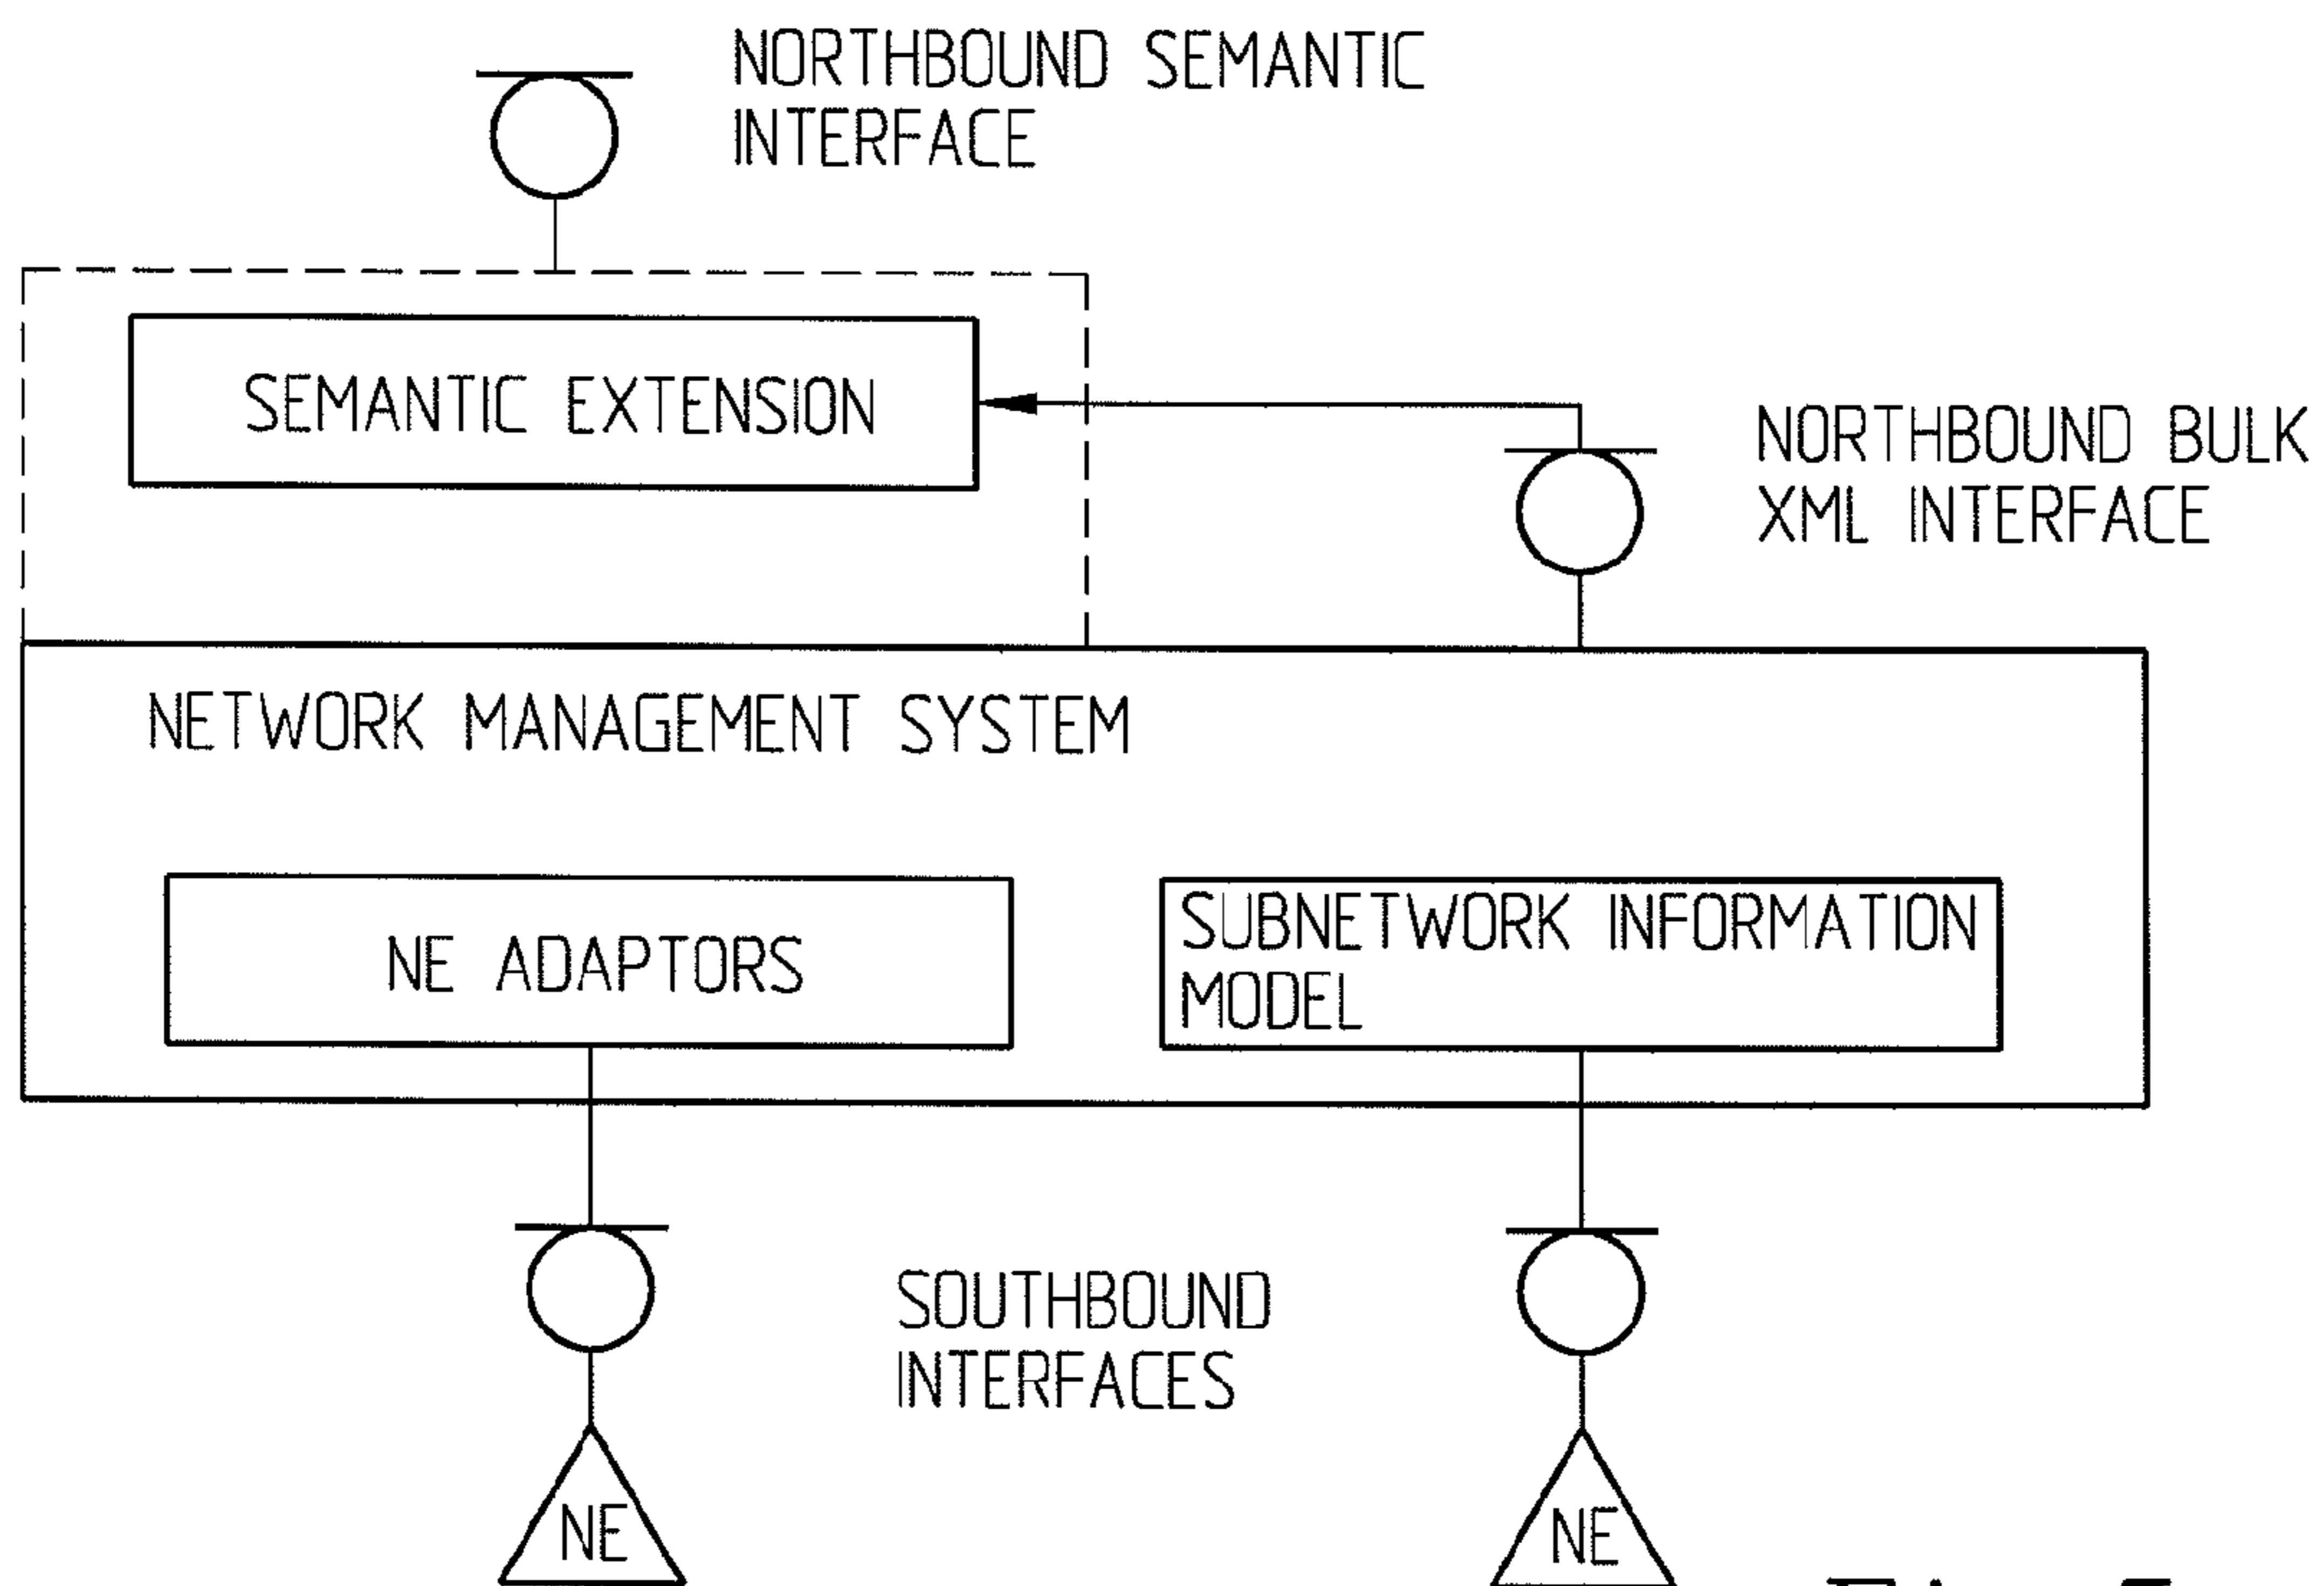 NORTHBOUND SEMANTIC
INTERFACE
SEMANTIC EXTENSION
NORTHBOUND BULK
XML INTERFACE
NETWORK MANAGEMENT SYSTEM
NE ADAPTORS
SUBNETWORK INFORMATION
MODEL
SOUTHBOUND
INTERFACES
NE
NE